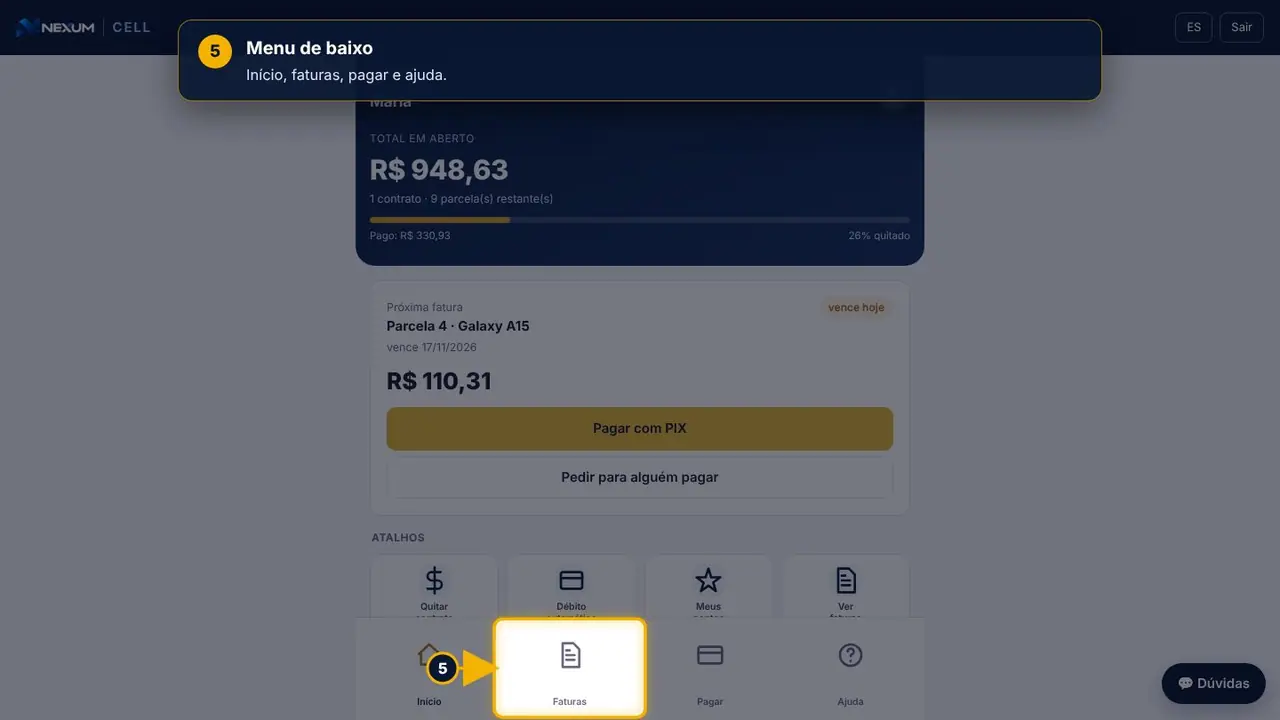 NEXUM CELL
ES
Sair
5
Menu de baixo
Início, faturas, pagar e ajuda.
Maria
TOTAL EM ABERTO
R$ 948,63
1 contrato · 9 parcela(s) restante(s)
Pago: R$ 330,93
26% quitado
Próxima fatura
vence hoje
Parcela 4 · Galaxy A15
vence 17/11/2026
R$ 110,31
Pagar com PIX
Pedir para alguém pagar
ATALHOS
Quitar
Débito
Meus
Ver
5
Início
Faturas
Pagar
Ajuda
Dúvidas